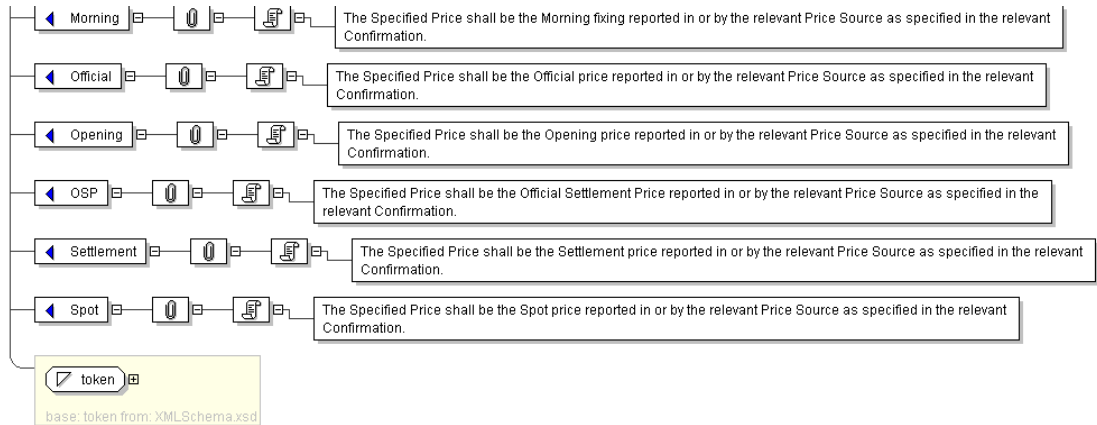 Morning
The Specified Price shall be the Morning fixing reported in or by the relevant Price Source as specified in the relevant
Confirmation.
Official
The Specified Price shall be the Official price reported in or by the relevant Price Source as specified in the relevant
Confirmation.
Opening
The Specified Price shall be the Opening price reported in or by the relevant Price Source as specified in the relevant
Confirmation.
OSP
The Specified Price shall be the Official Settlement Price reported in or by the relevant Price Source as specified in the
relevant Confirmation.
Settlement
The Specified Price shall be the Settlement price reported in or by the relevant Price Source as specified in the relevant
Confirmation.
Spot
The Specified Price shall be the Spot price reported in or by the relevant Price Source as specified in the relevant
Confirmation.
token
base: token from: XMLSchema.xsd